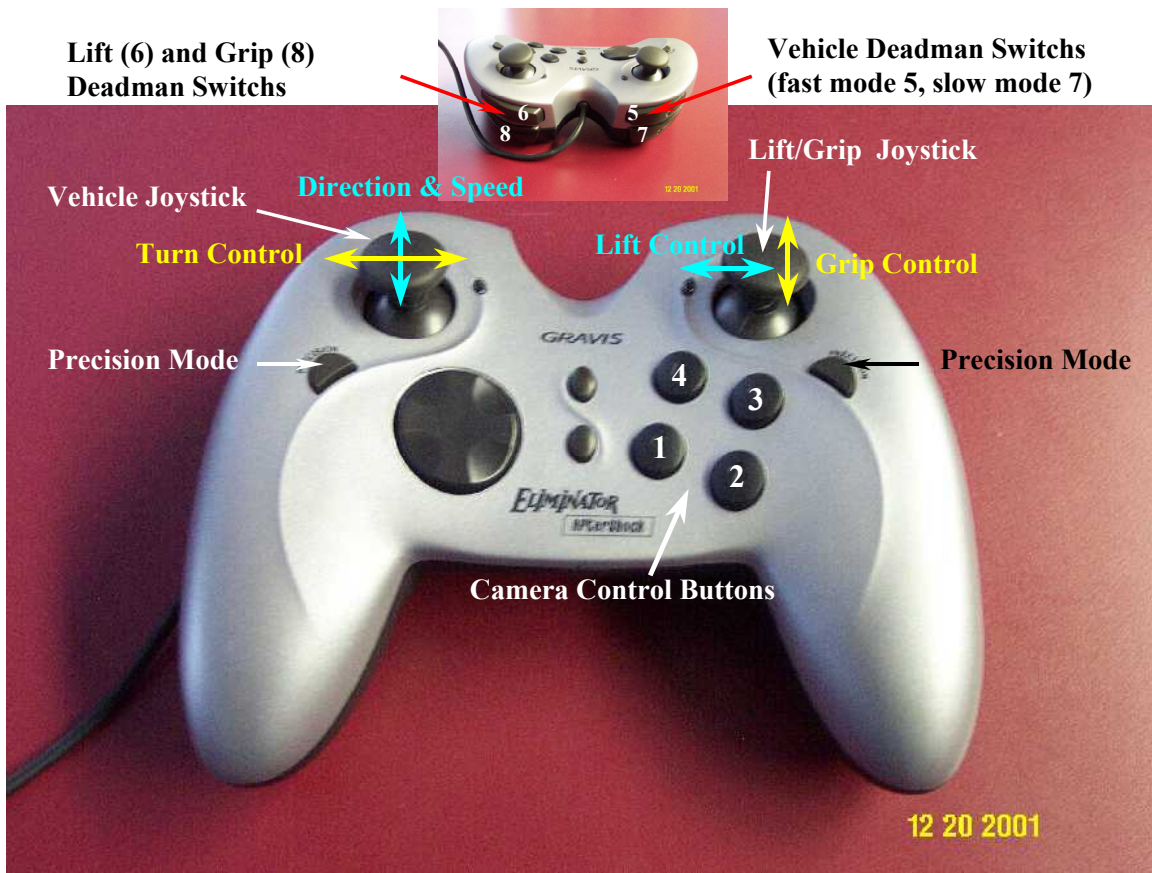 Lift (6) and Grip (8)
Deadman Switchs
Vehicle Deadman Switchs
(fast mode 5, slow mode 7)
6
5
8
7
12 20 2001
Lift/Grip Joystick
Vehicle Joystick
Direction & Speed
Turn Control
Lift Control
Grip Control
GRAVIS
Precision Mode
Precision Mode
4
3
1
2
ELIMINATOR
AfterShock
Camera Control Buttons
12 20 2001